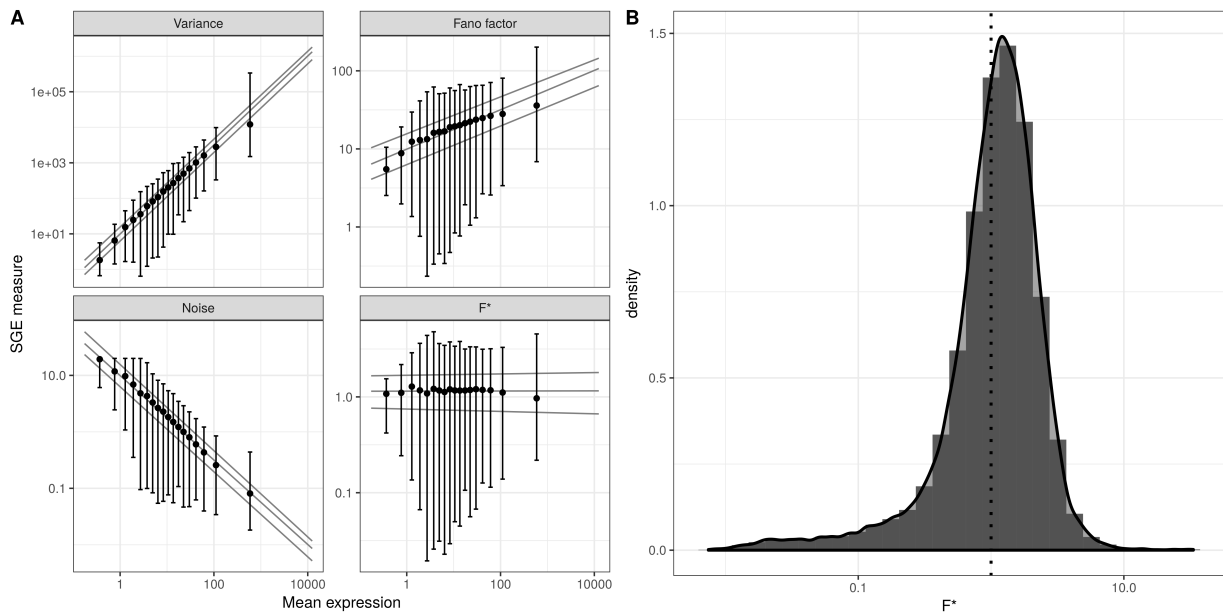 A
Variance
Fano factor
1e+05
1e+03
1e+01
100
10
1
SGE measure
Noise
F*
10.0
0.1
1.0
0.1
1
100
10000
1
100
10000
Mean expression
B
1.5
1.0
0.5
0.0
density
0.1
10.0
F*